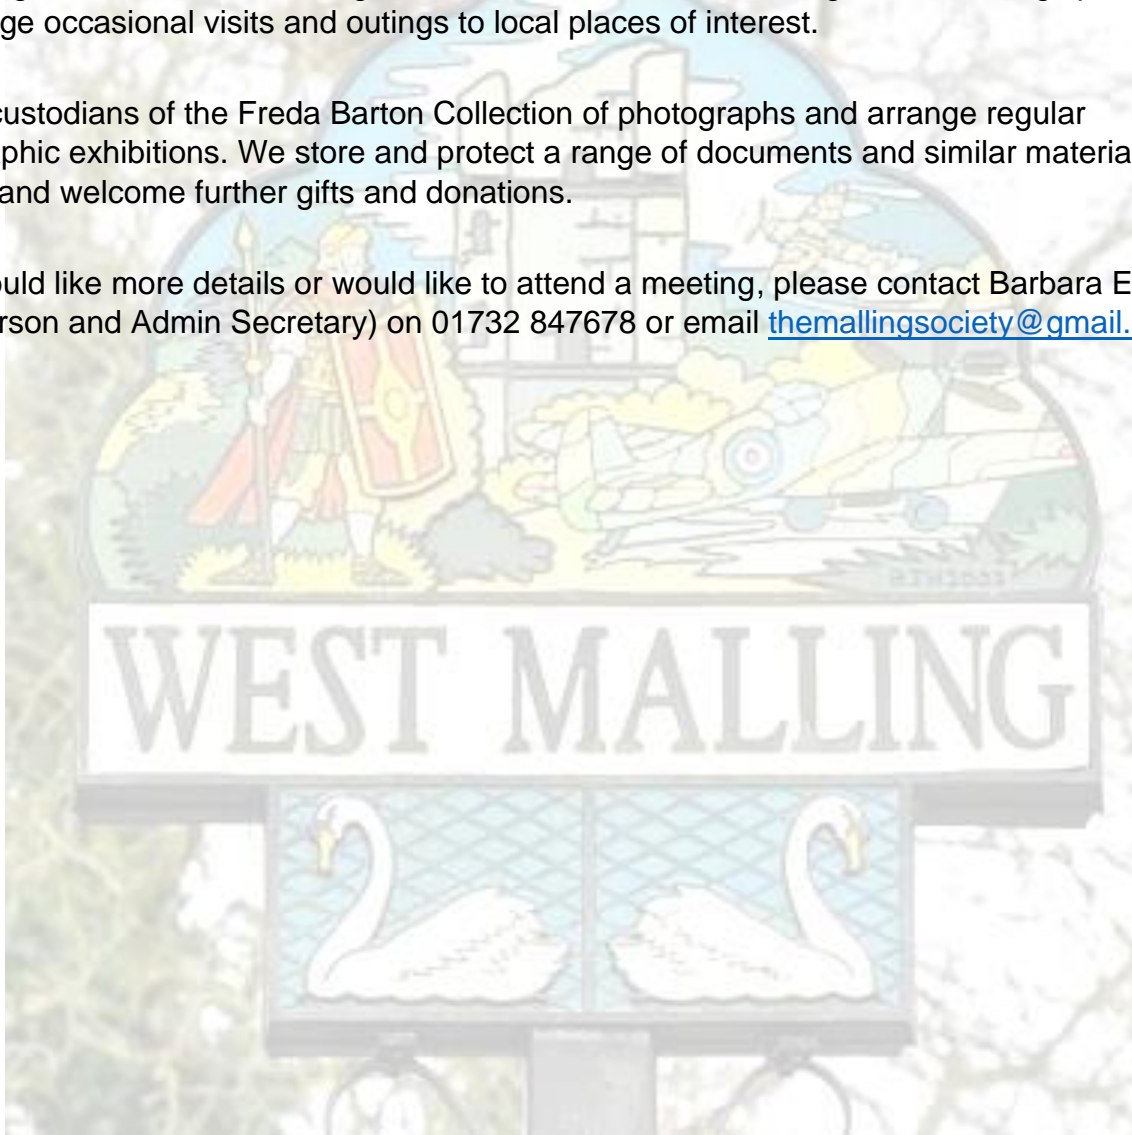 ge occasional visits and outings to local places of interest.
custodians of the Freda Barton Collection of photographs and arrange regular
phic exhibitions. We store and protect a range of documents and similar materia
and welcome further gifts and donations.
ould like more details or would like to attend a meeting, please contact Barbara E
rson and Admin Secretary) on 01732 847678 or email themallingsociety@gmail.
WEST MALLING